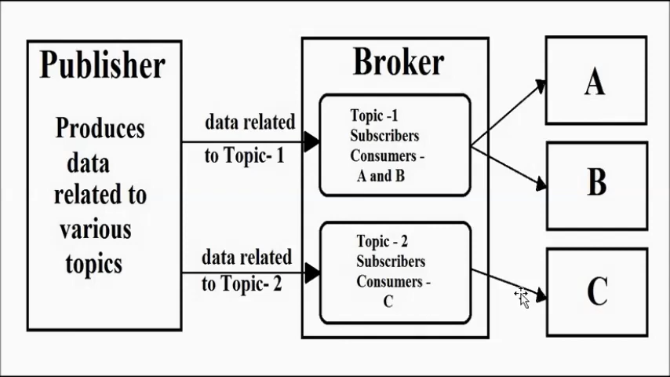 Publisher
Produces
data
related to
various
topics
data related
to Topic- 1
data related
to Topic- 2
Broker
Topic -1
Subscribers
Consumers -
A and B
Topic - 2
Subscribers
Consumers -
C
A
B
C